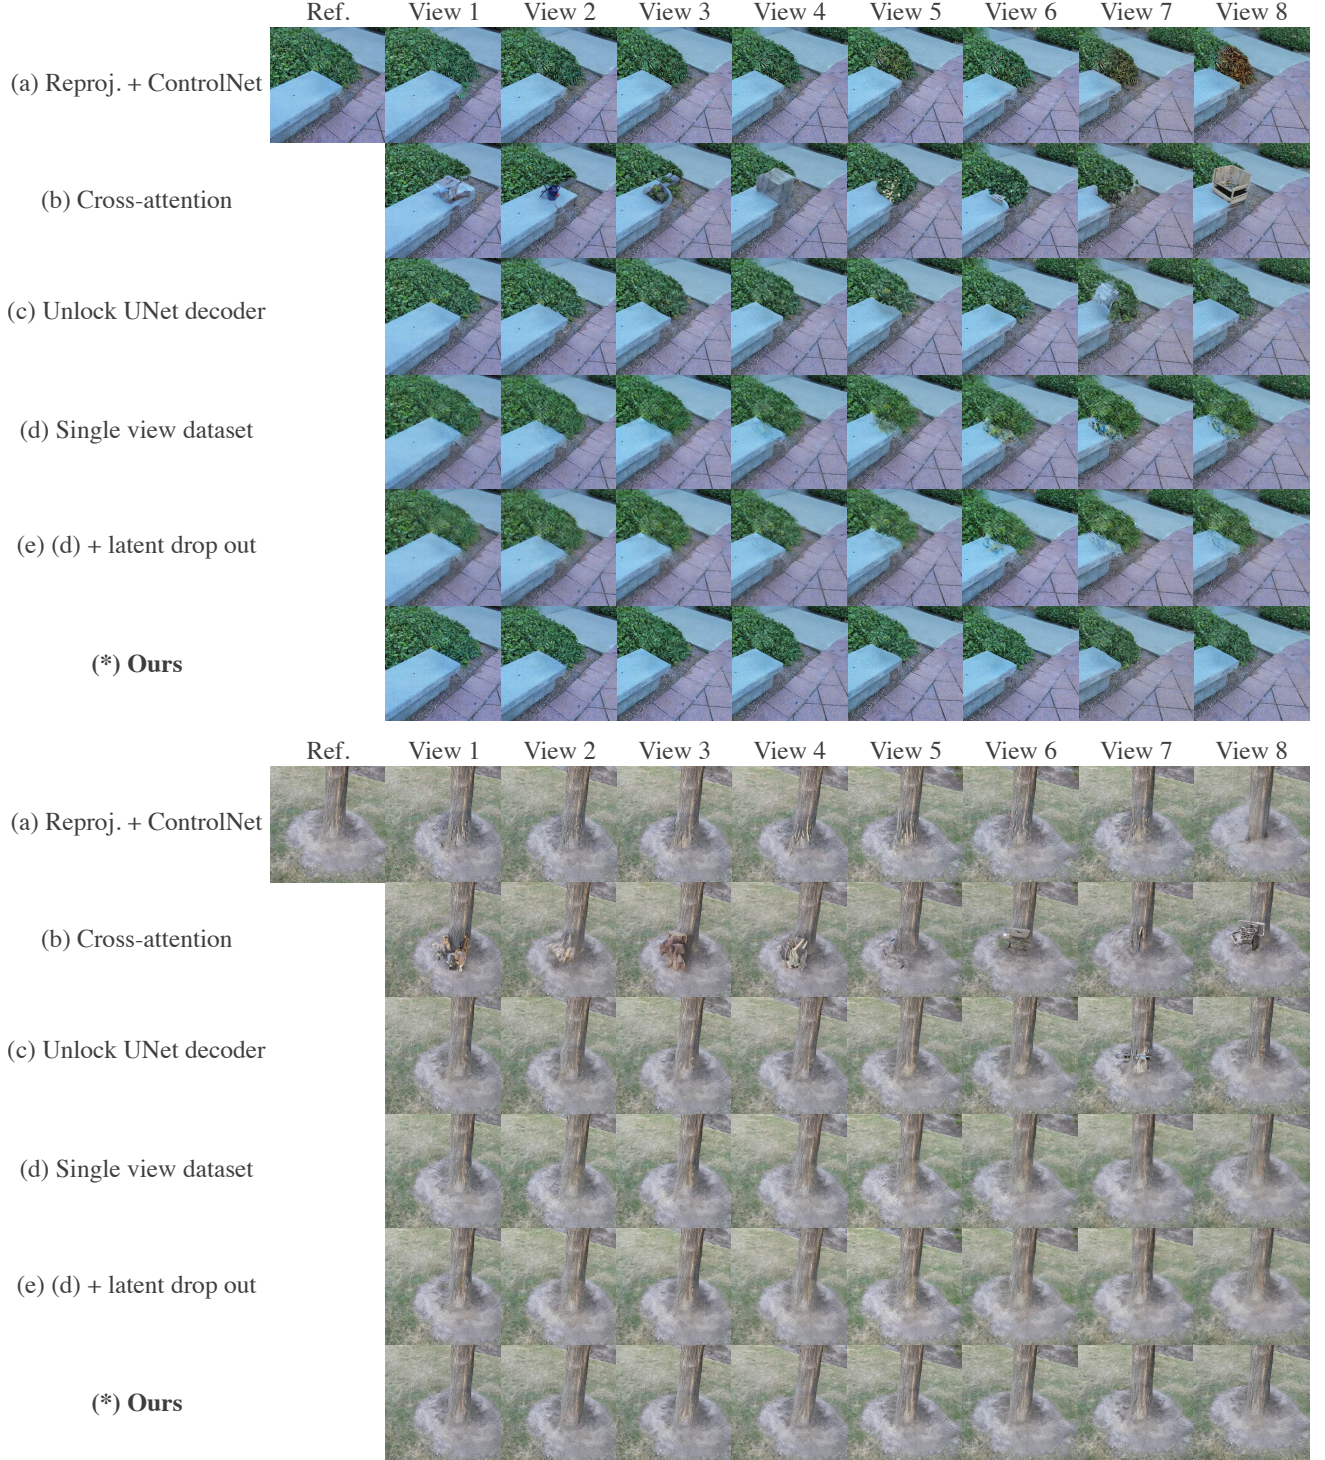 Ref. View 1 View 2 View 3 View 4 View 5 View 6 View 7 View 8
(a) Reproj. + ControlNet
(b) Cross-attention
(c) Unlock UNet decoder
(d) Single view dataset
(e) (d) + latent drop out
(*) Ours
Ref. View 1 View 2 View 3 View 4 View 5 View 6 View 7 View 8
(a) Reproj. + ControlNet
(b) Cross-attention
(c) Unlock UNet decoder
(d) Single view dataset
(e) (d) + latent drop out
(*) Ours